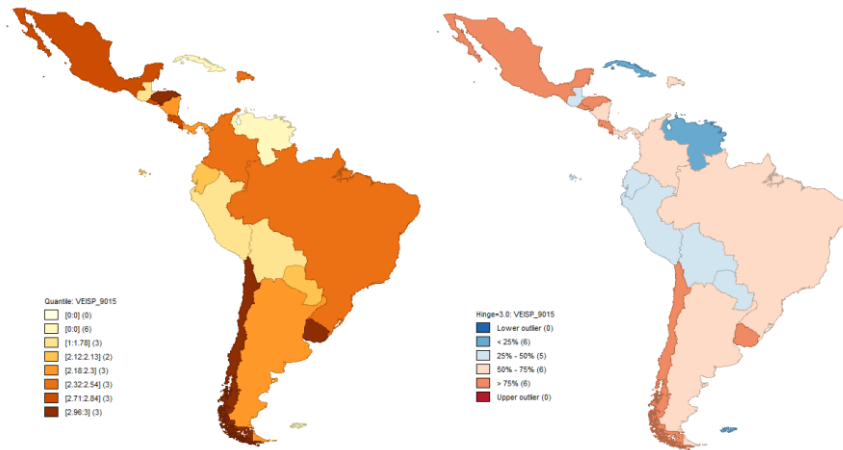 Quantile: VEISP_9015
[0:0] (0)
[0:0] (6)
[1:1.78] (3)
[2.12:2.13] (2)
[2.18:2.3] (3)
[2.32:2.54] (3)
[2.71:2.84] (3)
[2.96:3] (3)
Hinge=3.0: VEISP_9015
Lower outlier (0)
< 25% (6)
25% - 50% (5)
50% - 75% (6)
> 75% (6)
Upper outlier (0)